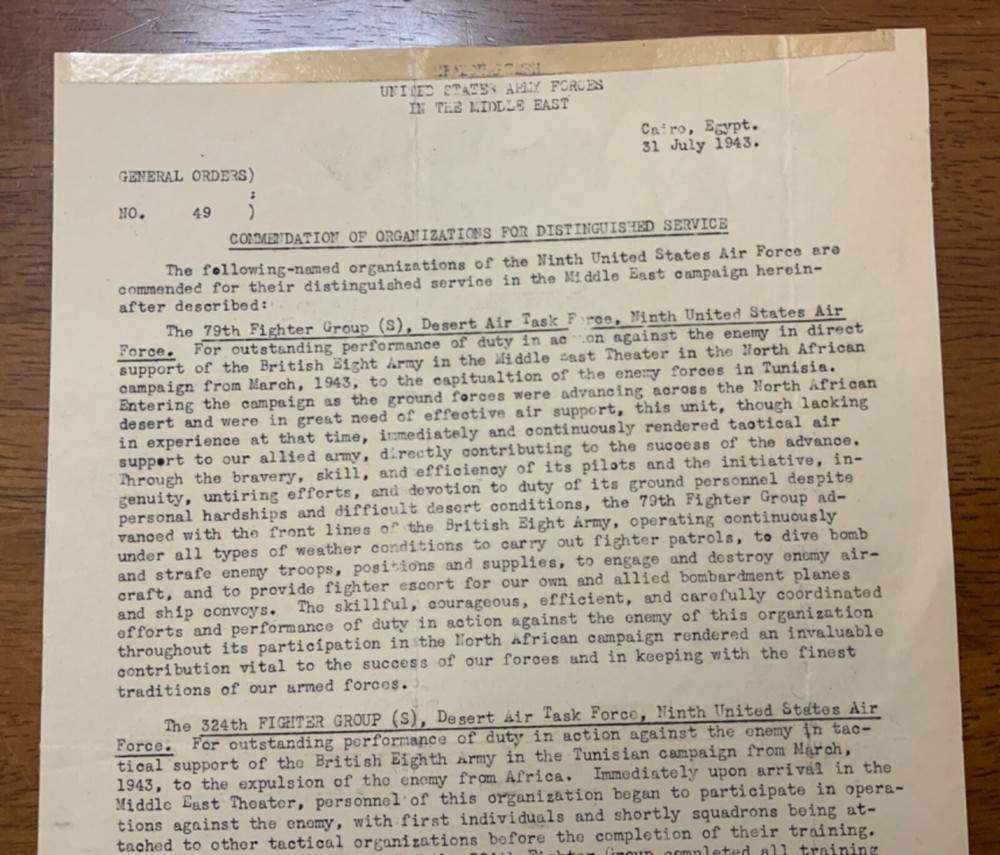 UNITED STATES ARMY FORCES
IN THE MIDDLE EAST
Cairo, Egypt.
31 July 1943.
GENERAL ORDERS)
:
NO. 49 )
COMMENDATION OF ORGANIZATIONS FOR DISTINGUISHED SERVICE
The following-named organizations of the Ninth United States Air Force are
commended for their distinguished service in the Middle East campaign herein-
after described:
The 79th Fighter Group (S), Desert Air Task Force, Ninth United States Air
Force. For outstanding performance of duty in action against the enemy in direct
support of the British Eight Army in the Middle East Theater in the North African
campaign from March, 1943, to the capitualtion of the enemy forces in Tunisia.
Entering the campaign as the ground forces were advancing across the North African
desert and were in great need of effective air support, this unit, though lacking
in experience at that time, immediately and continuously rendered tactical air
support to our allied army, directly contributing to the success of the advance.
Through the bravery, skill, and efficiency of its pilots and the initiative, in-
genuity, untiring efforts, and devotion to duty of its ground personnel despite
personal hardships and difficult desert conditions, the 79th Fighter Group ad-
vanced with the front lines of the British Eight Army, operating continuously
under all types of weather conditions to carry out fighter patrols, to dive bomb
and strafe enemy troops, positions and supplies, to engage and destroy enemy air-
craft, and to provide fighter escort for our own and allied bombardment planes
and ship convoys. The skillful, courageous, efficient, and carefully coordinated
efforts and performance of duty in action against the enemy of this organization
throughout its participation in the North African campaign rendered an invaluable
contribution vital to the success of our forces and in keeping with the finest
traditions of our armed forces.
The 324th FIGHTER GROUP (S), Desert Air Task Force, Ninth United States Air
Force. For outstanding performance of duty in action against the enemy in tac-
tical support of the British Eighth Army in the Tunisian campaign from March,
1943, to the expulsion of the enemy from Africa. Immediately upon arrival in the
Middle East Theater, personnel of this organization began to participate in opera-
tions against the enemy, with first individuals and shortly squadrons being at-
tached to other tactical organizations before the completion of their training.
Fighter Group completed all training